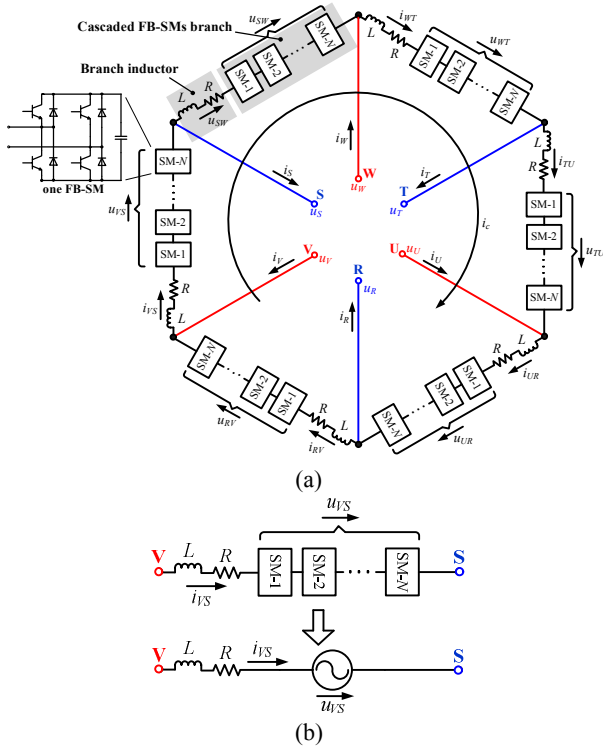 Cascaded FB-SMs branch
Branch inductor
one FB-SM
u_SW
L
R
u_SW
SM-1
SM-2
SM-N
L
i_WT
R
SM-1
SM-2
SM-N
u_WT
i_TU
L
R
SM-1
SM-2
SM-N
u_TU
i_W
W
u_W
i_S
S
u_S
i_T
T
u_T
i_V
V
u_V
U
u_U
i_U
R
u_R
i_R
i_c
SM-N
SM-2
SM-1
u_VS
R
i_VS
L
SM-N
SM-2
SM-1
u_RV
R
L
i_RV
SM-N
SM-2
SM-1
u_UR
R
L
i_UR
(a)
u_VS
V
L
R
SM-1
SM-2
SM-N
S
i_VS
V
L
R
i_VS
S
u_VS
(b)